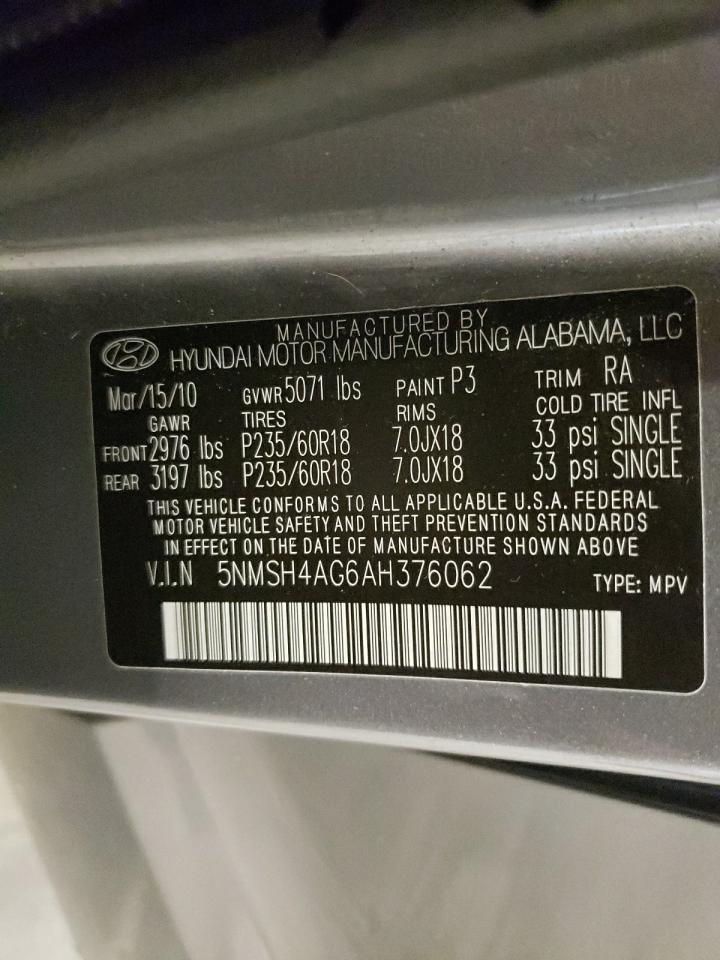 MANUFACTURED BY
HYUNDAI MOTOR MANUFACTURING ALABAMA, LLC
Mar/15/10 GVWR 5071 lbs PAINT P3 TRIM RA
GAWR TIRES RIMS COLD TIRE INFL
FRONT 2976 lbs P235/60R18 7.0JX18 33 psi SINGLE
REAR 3197 lbs P235/60R18 7.0JX18 33 psi SINGLE
THIS VEHICLE CONFORMS TO ALL APPLICABLE U.S.A. FEDERAL
MOTOR VEHICLE SAFETY AND THEFT PREVENTION STANDARDS
IN EFFECT ON THE DATE OF MANUFACTURE SHOWN ABOVE
V.I.N 5NMSH4AG6AH376062 TYPE: MPV